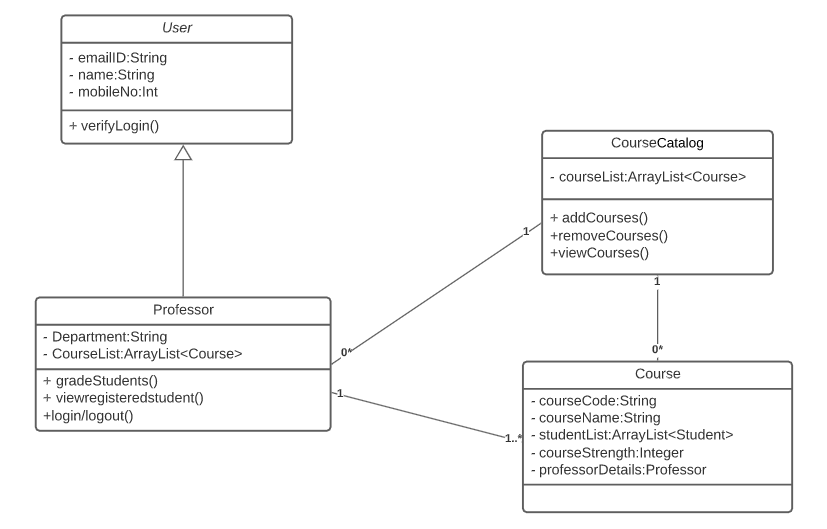 User
- emailID:String
- name:String
- mobileNo:Int
+ verifyLogin()
CourseCatalog
- courseList:ArrayList<Course>
+ addCourses()
+removeCourses()
+viewCourses()
1
1
0*
0*
Professor
- Department:String
- CourseList:ArrayList<Course>
+ gradeStudents()
+ viewregisteredstudent()
+login/logout()
1
1..*
Course
- courseCode:String
- courseName:String
- studentList:ArrayList<Student>
- courseStrength:Integer
- professorDetails:Professor